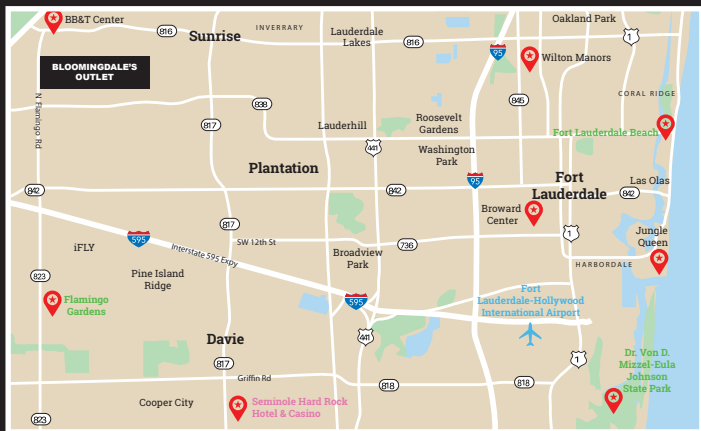 BB&T Center
816
Sunrise
INVERRARY
Lauderdale
Lakes
816
Oakland Park
1
95
Wilton Manors
BLOOMINGDALE'S
OUTLET
N. Flamingo Rd
838
845
CORAL RIDGE
817
Lauderhill
Roosevelt
Gardens
Fort Lauderdale Beach
441
Washington
Park
Plantation
95
Fort
Lauderdale
Las Olas
842
842
842
Broward
Center
817
1
Jungle
Queen
595
SW 12th St
736
iFLY
Interstate 595 Expy
Broadview
Park
HARBORDALE
823
Pine Island
Ridge
Flamingo
Gardens
595
Fort
Lauderdale-Hollywood
International Airport
441
Davie
1
Dr. Von D.
Mizzel-Eula
Johnson
State Park
817
Griffin Rd
818
818
Cooper City
Seminole Hard Rock
Hotel & Casino
823